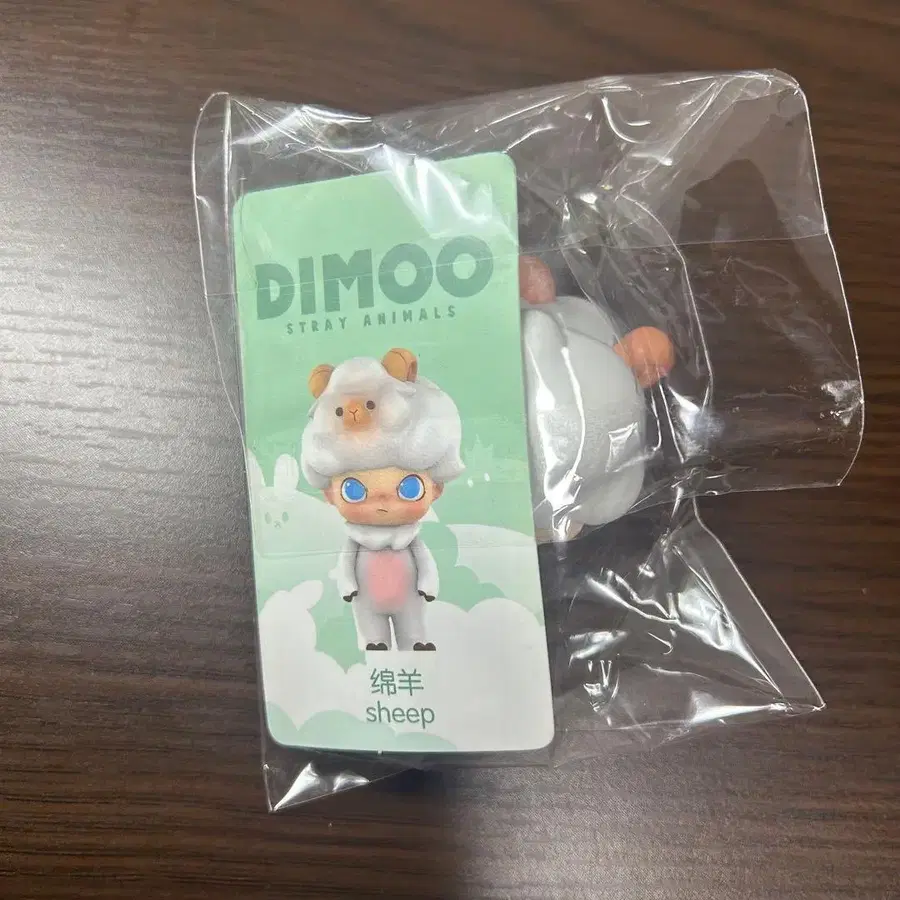 DIMOO
STRAY ANIMALS
绵羊
sheep